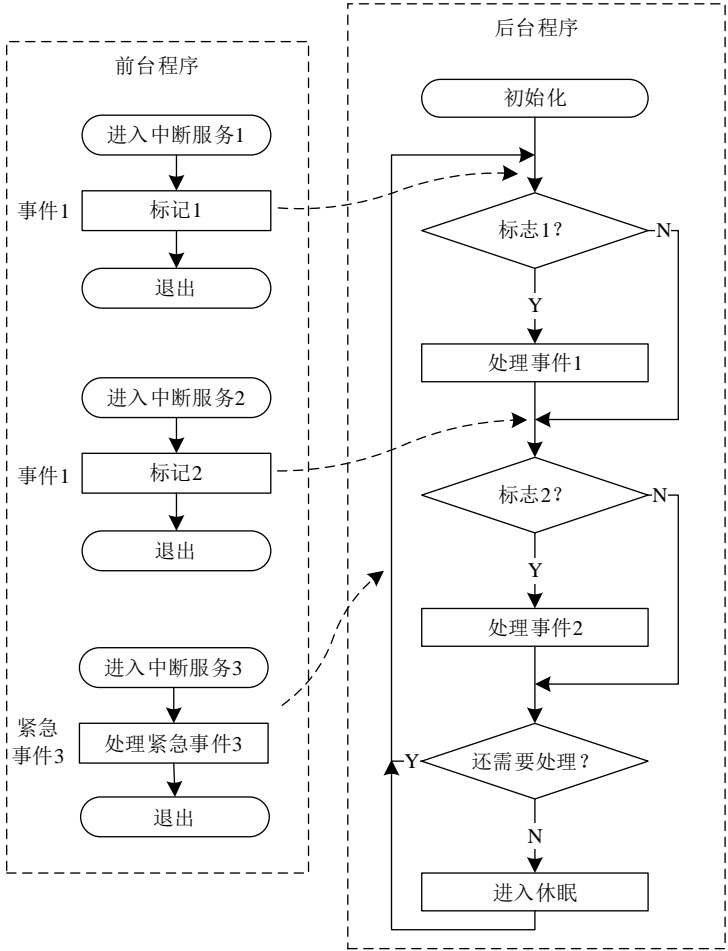 前台程序
进入中断服务1
事件1
标记1
退出
进入中断服务2
事件1
标记2
退出
进入中断服务3
紧急
事件3
处理紧急事件3
退出
后台程序
初始化
标志1?
N
Y
处理事件1
标志2?
N
Y
处理事件2
还需要处理?
Y
N
进入休眠